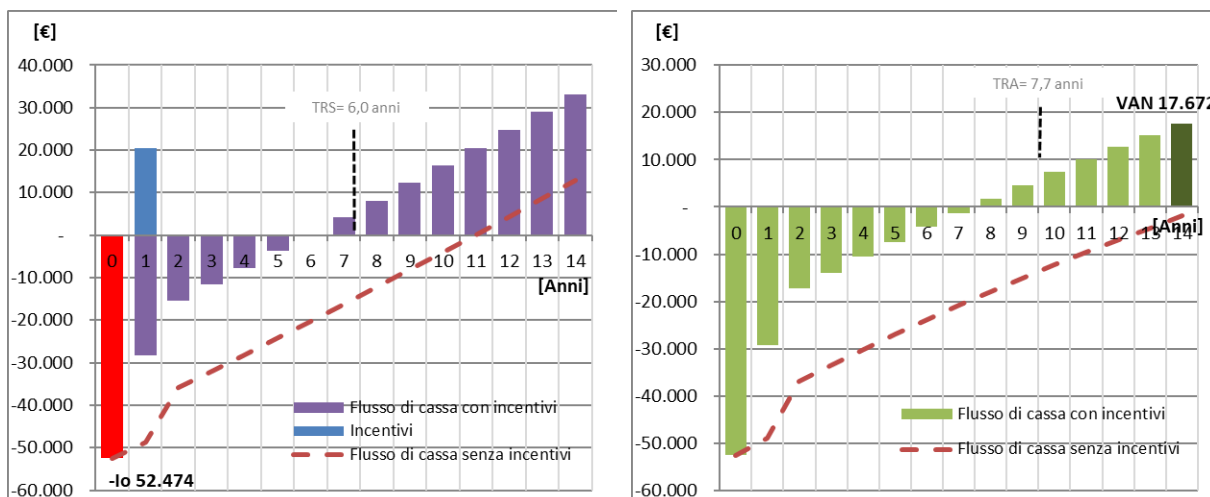 [€]
40.000
30.000
20.000
10.000
-
-10.000
-20.000
-30.000
-40.000
-50.000
-60.000
TRS= 6,0 anni
0 1 2 3 4 5 6 7 8 9 10 11 12 13 14
[Anni]
Flusso di cassa con incentivi
Incentivi
Flusso di cassa senza incentivi
-Io 52.474
[€]
30.000
20.000
10.000
-
-10.000
-20.000
-30.000
-40.000
-50.000
-60.000
TRA= 7,7 anni
VAN 17.672
0 1 2 3 4 5 6 7 8 9 10 11 12 13 14
[Anni]
Flusso di cassa con incentivi
Flusso di cassa senza incentivi